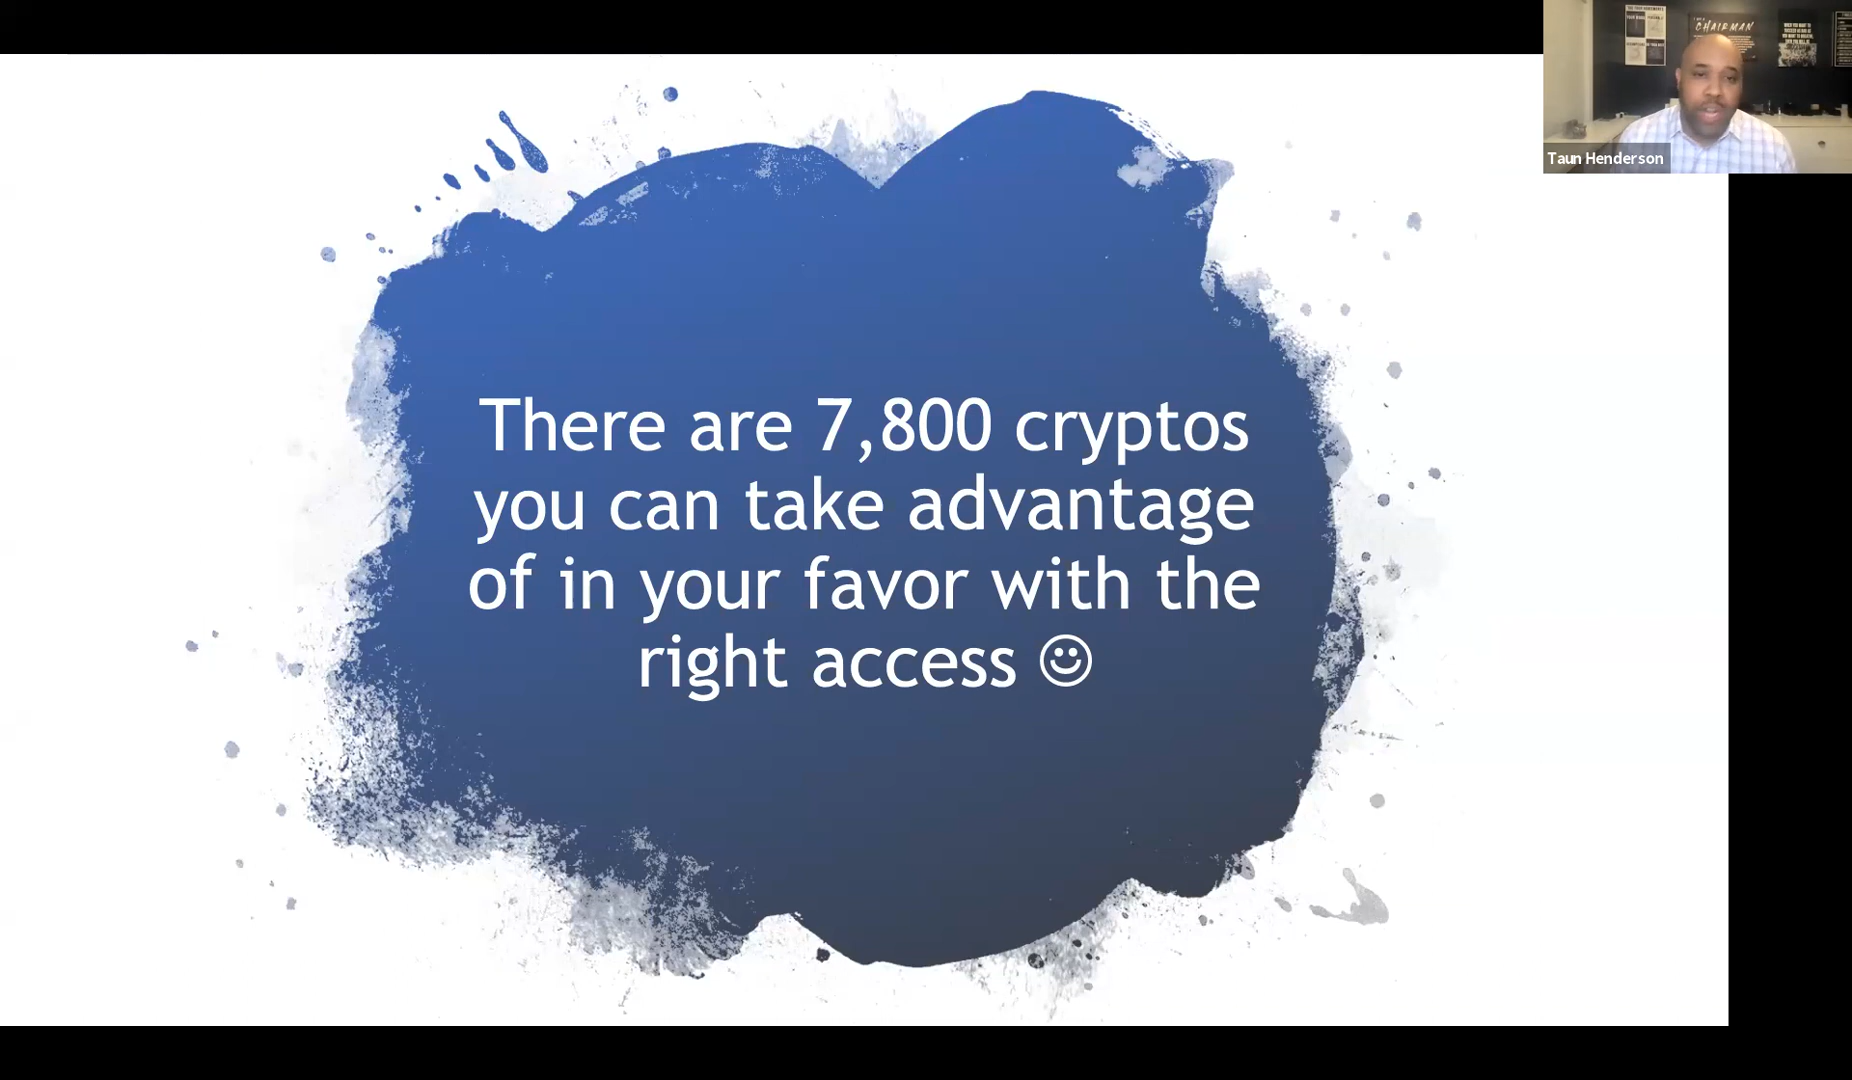 There are 7,800 cryptos
you can take advantage
of in your favor with the
right access ☺
CHAIRMAN
Taun Henderson